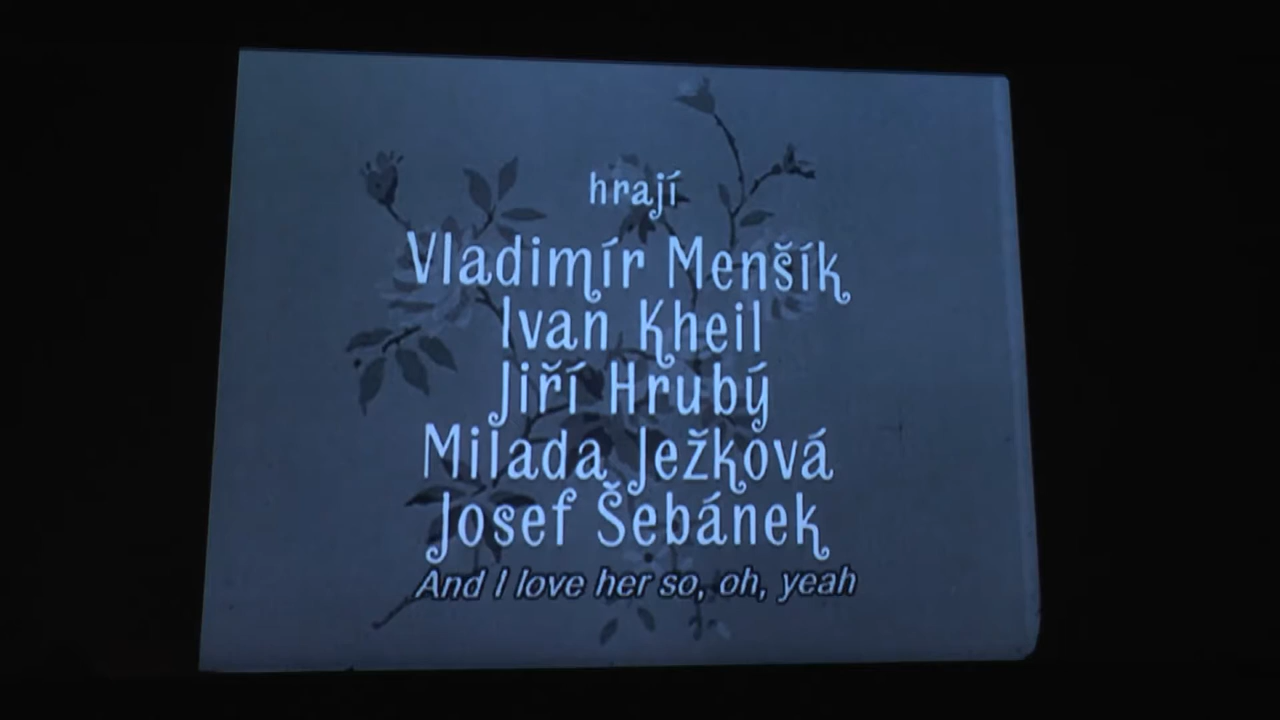 hrají
Vladimír Menšík
Ivan Kheil
Jiří Hrubý
Milada Ježková
Josef Šebánek
And I love her so, oh, yeah